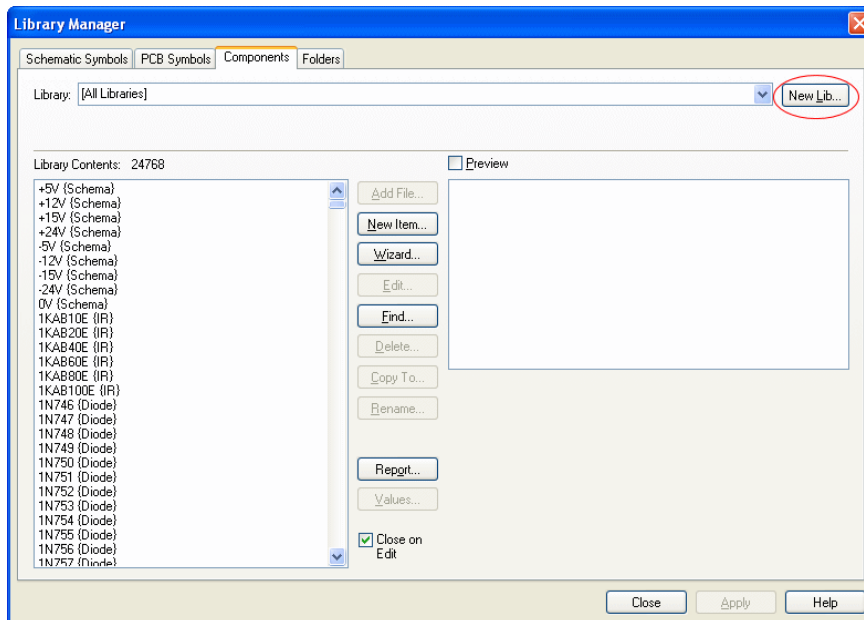 Library Manager
Schematic Symbols PCB Symbols Components Folders
Library: [All Libraries] New Lib...
Library Contents: 24768 Preview
+5V {Schema}
+12V {Schema}
+15V {Schema}
+24V {Schema}
-5V {Schema}
-12V {Schema}
-15V {Schema}
-24V {Schema}
0V {Schema}
1KAB10E {IR}
1KAB20E {IR}
1KAB40E {IR}
1KAB60E {IR}
1KAB80E {IR}
1KAB100E {IR}
1N746 {Diode}
1N747 {Diode}
1N748 {Diode}
1N749 {Diode}
1N750 {Diode}
1N751 {Diode}
1N752 {Diode}
1N753 {Diode}
1N754 {Diode}
1N755 {Diode}
1N756 {Diode}
1N757 {Diode}
Add File...
New Item...
Wizard...
Edit...
Find...
Delete...
Copy To...
Rename...
Report...
Values...
Close on
Edit
Close Apply Help